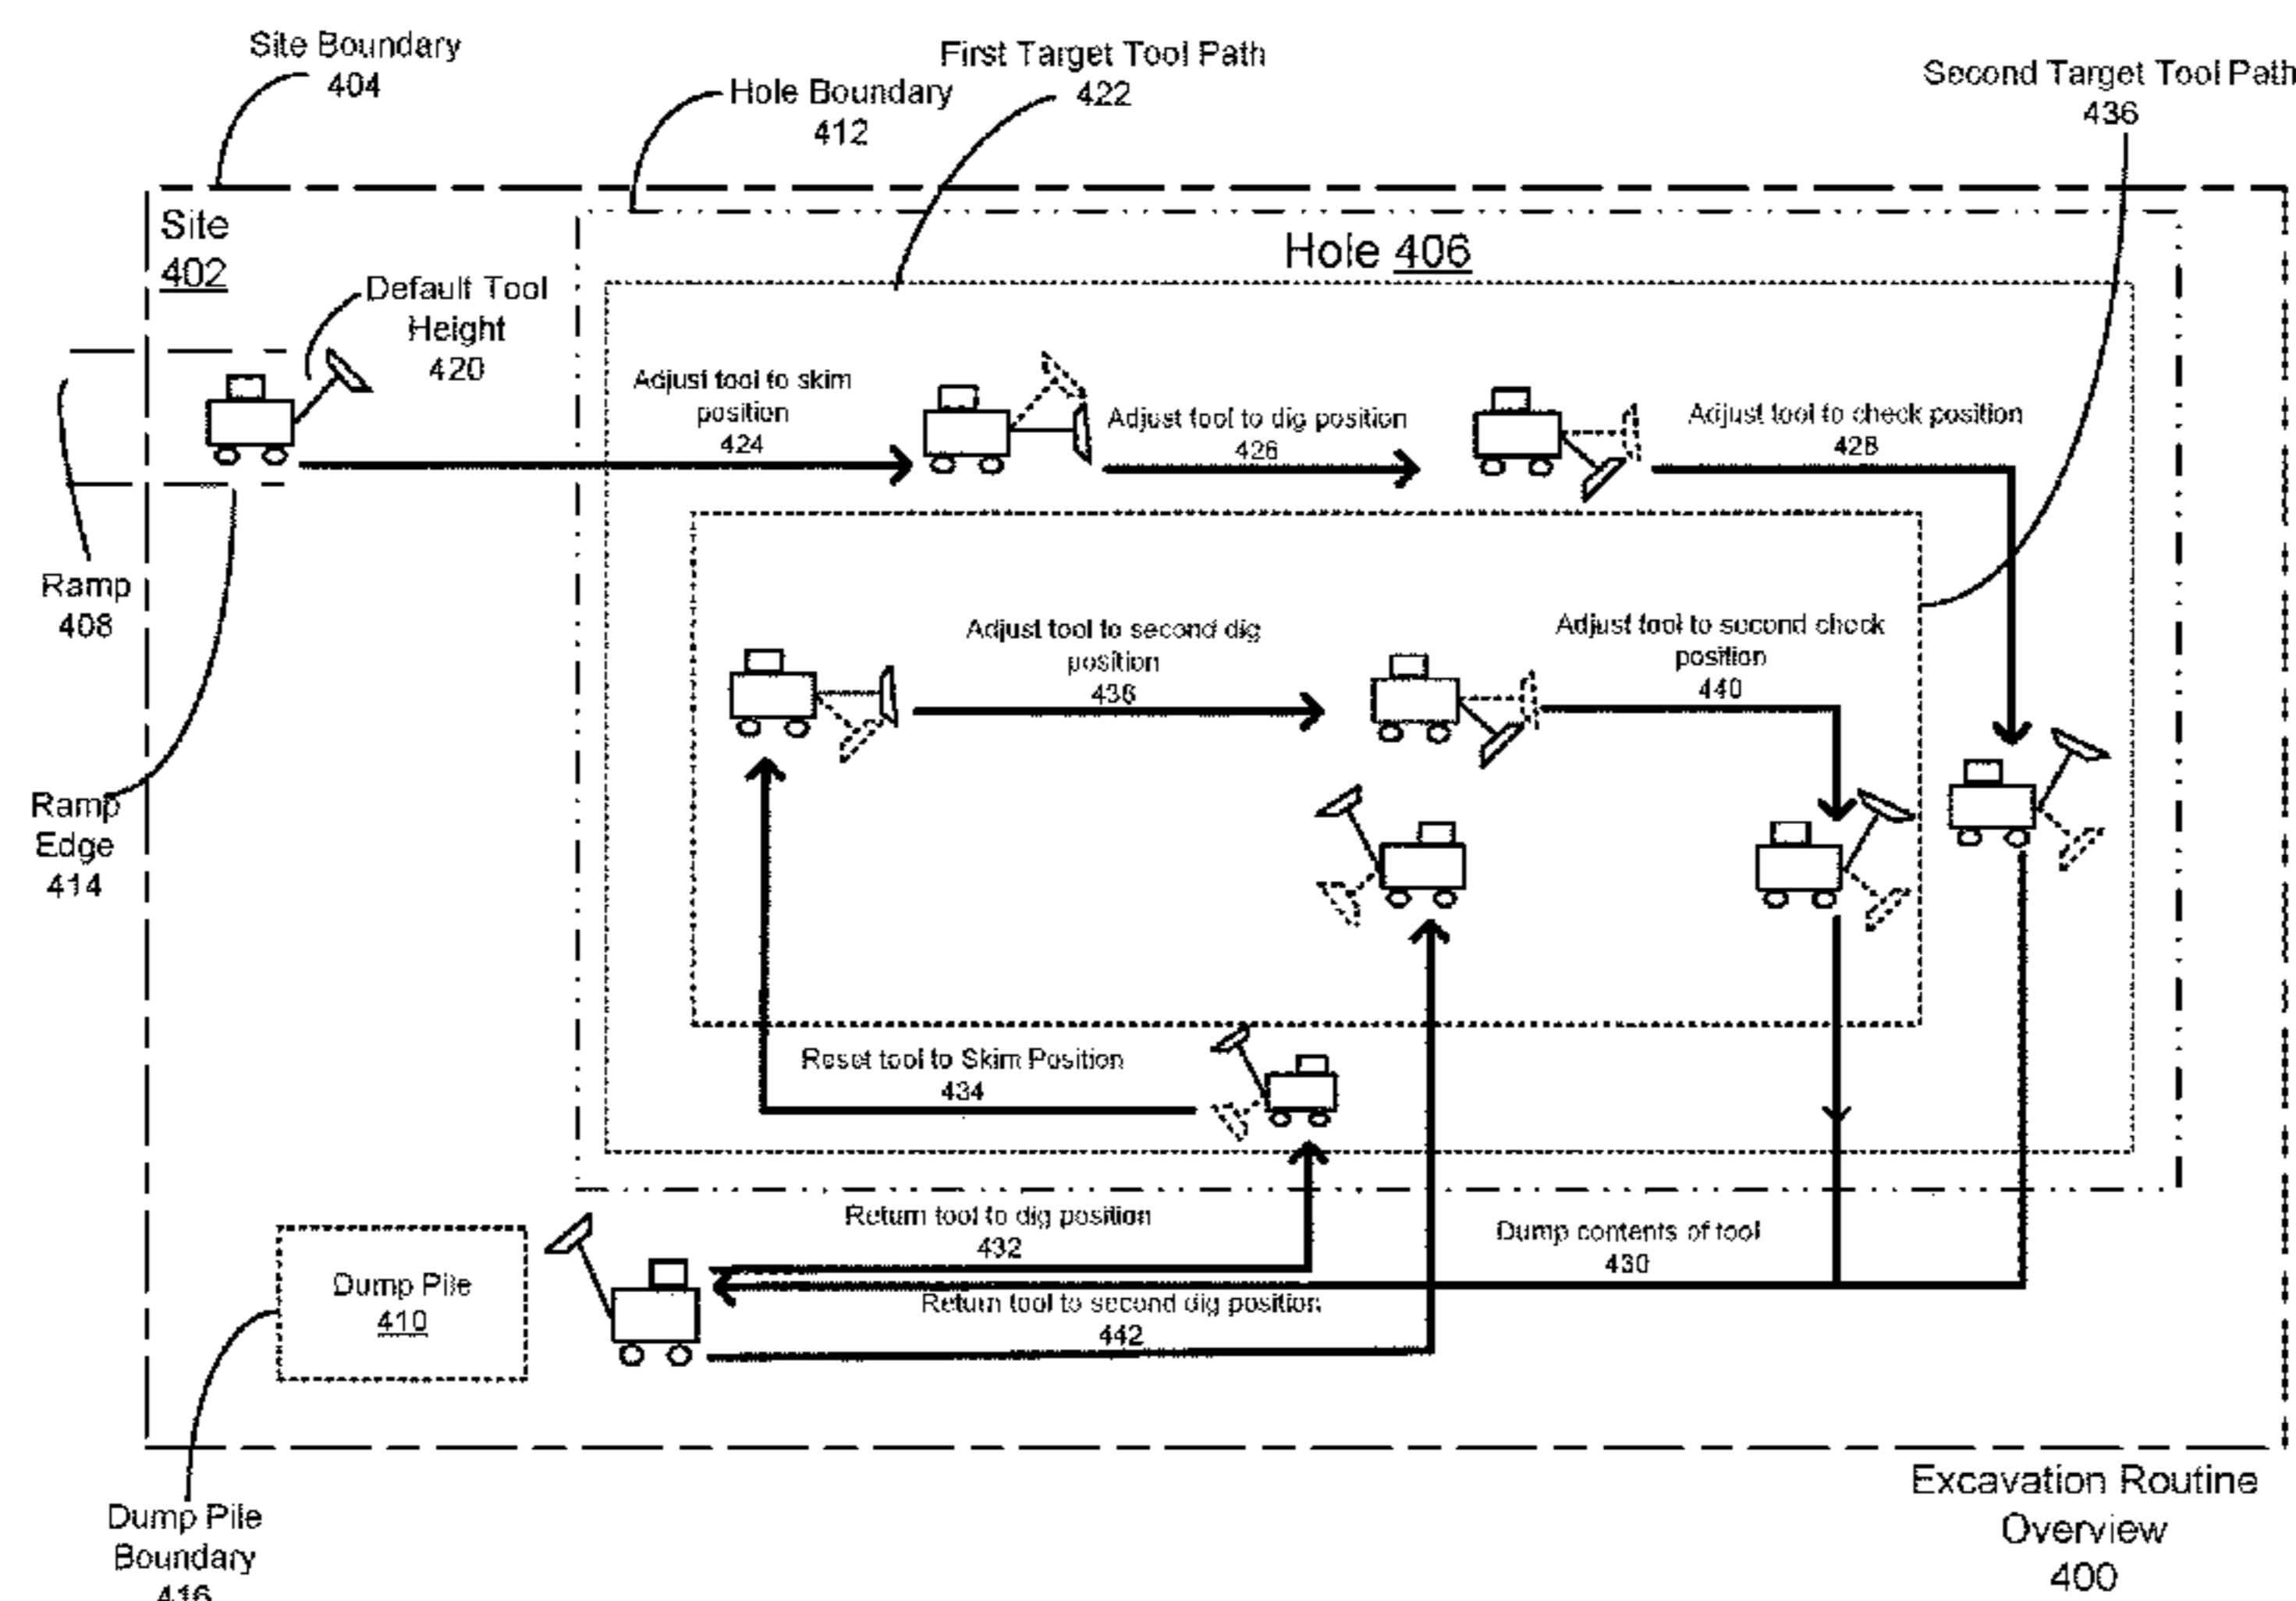 Site Boundary
404
First Target Tool Path
422
Hole Boundary
412
Second Target Tool Path
436
Site
402
Hole 406
Default Tool
Height
420
Adjust tool to skim
position
424
Adjust tool to dig position
426
Adjust tool to check position
428
Ramp
408
Adjust tool to second dig
position
438
Adjust tool to second check
position
440
Ramp
Edge
414
Reset tool to Skim Position
434
Return tool to dig position
432
Dump contents of tool
430
Dump Pile
410
Return tool to second dig position
442
Excavation Routine
Overview
400
Dump Pile
Boundary
416